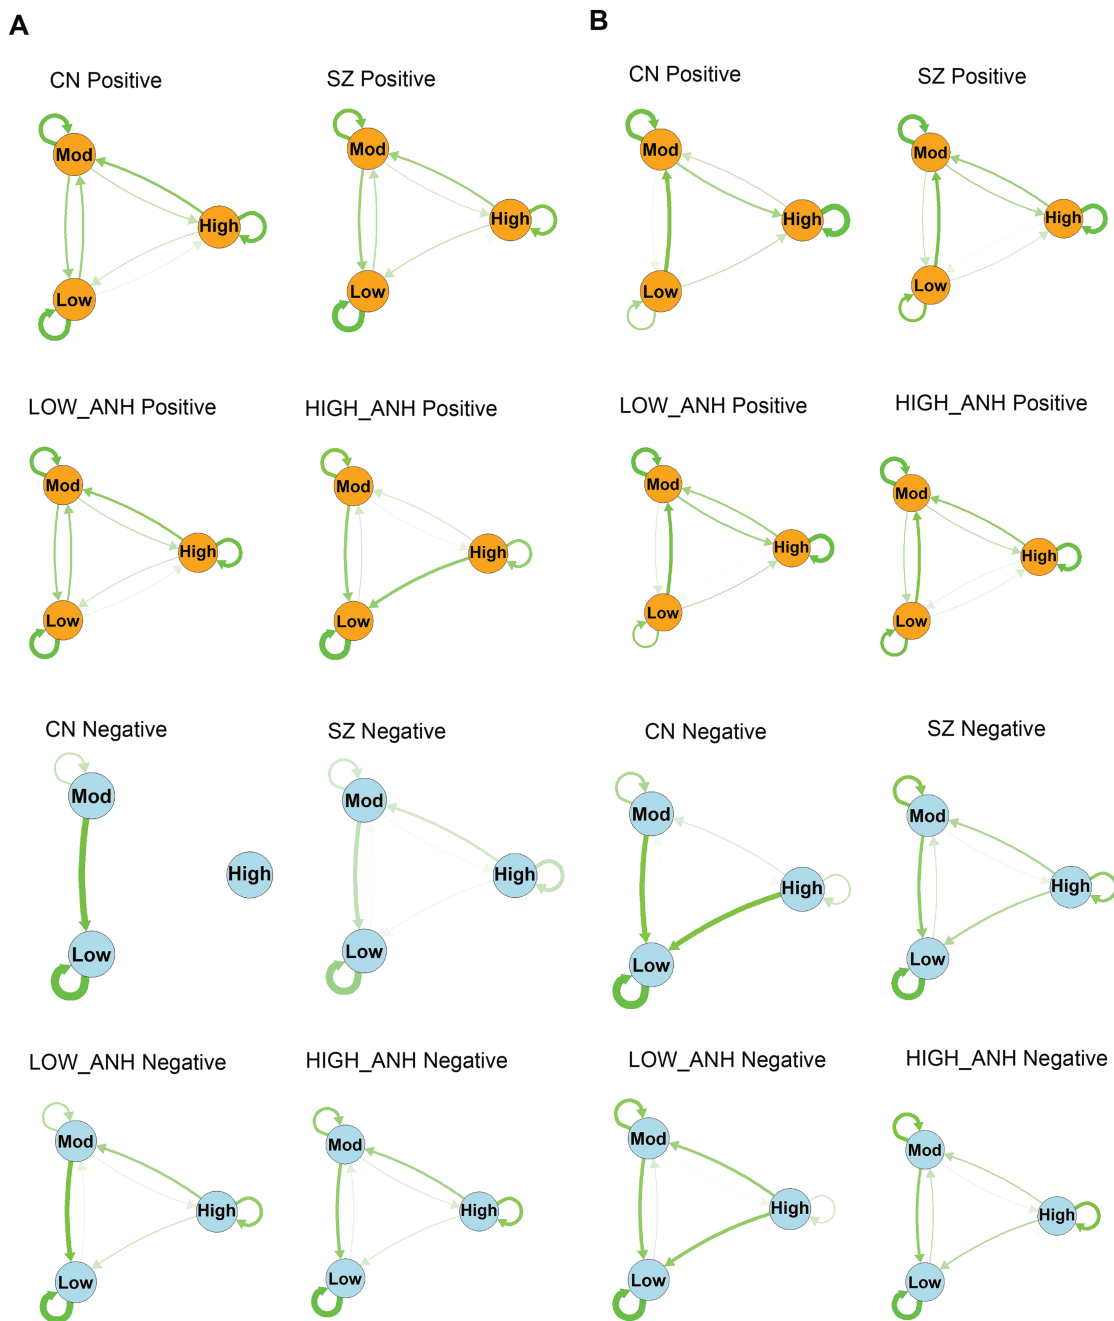 A
B
CN Positive
SZ Positive
CN Positive
SZ Positive
Mod
High
Low
Mod
High
Low
Mod
High
Low
Mod
High
Low
LOW_ANH Positive
HIGH_ANH Positive
LOW_ANH Positive
HIGH_ANH Positive
Mod
High
Low
Mod
High
Low
Mod
High
Low
Mod
High
Low
CN Negative
SZ Negative
CN Negative
SZ Negative
Mod
High
Low
Mod
High
Low
Mod
High
Low
Mod
High
Low
LOW_ANH Negative
HIGH_ANH Negative
LOW_ANH Negative
HIGH_ANH Negative
Mod
High
Low
Mod
High
Low
Mod
High
Low
Mod
High
Low